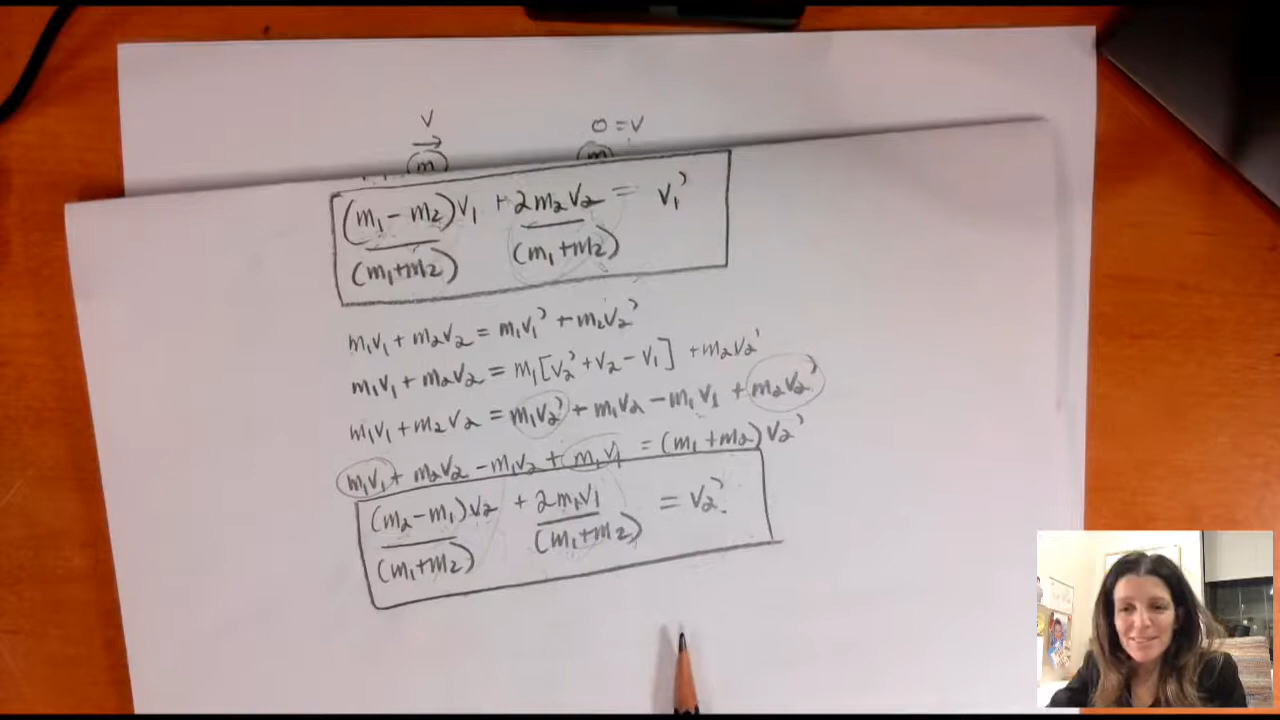 V
0 = V
m
m
(m₁ - m₂)V₁ + 2m₂V₂ = V₁'
(m₁+m₂) (m₁+m₂)
m₁V₁ + m₂V₂ = m₁V₁' + m₂V₂'
m₁V₁ + m₂V₂ = m₁[V₂' + V₂ - V₁] + m₂V₂'
m₁V₁ + m₂V₂ = m₁V₂' + m₁V₂ - m₁V₁ + m₂V₂'
m₁V₁ + m₂V₂ - m₁V₂ + m₁V₁ = (m₁+m₂)V₂'
(m₂ - m₁)V₂ + 2m₁V₁ = V₂'
(m₁+m₂) (m₁+m₂)